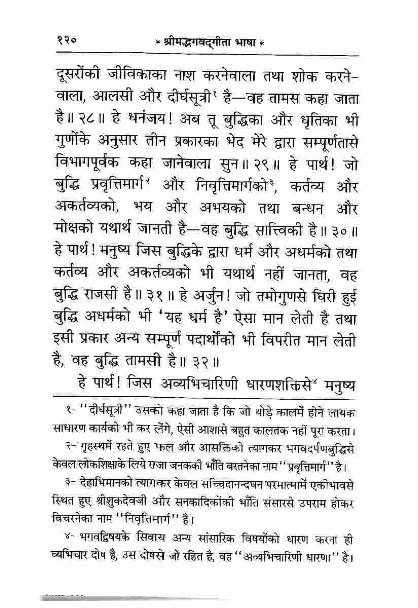 १२० * श्रीमद्भगवद्‌गीता भाषा *
दूसरोंकी जीविकाका नाश करनेवाला तथा शोक करने-
वाला, आलसी और दीर्घसूत्री१ है—वह तामस कहा जाता
है॥ २८॥ हे धनंजय! अब तू बुद्धिका और धृतिका भी
गुणोंके अनुसार तीन प्रकारका भेद मेरे द्वारा सम्पूर्णतासे
विभागपूर्वक कहा जानेवाला सुन॥ २९॥ हे पार्थ! जो
बुद्धि प्रवृत्तिमार्ग२ और निवृत्तिमार्गको३, कर्तव्य और
अकर्तव्यको, भय और अभयको तथा बन्धन और
मोक्षको यथार्थ जानती है—वह बुद्धि सात्त्विकी है॥ ३०॥
हे पार्थ! मनुष्य जिस बुद्धिके द्वारा धर्म और अधर्मको तथा
कर्तव्य और अकर्तव्यको भी यथार्थ नहीं जानता, वह
बुद्धि राजसी है॥ ३१॥ हे अर्जुन! जो तमोगुणसे घिरी हुई
बुद्धि अधर्मको भी ‘यह धर्म है’ ऐसा मान लेती है तथा
इसी प्रकार अन्य सम्पूर्ण पदार्थोंको भी विपरीत मान लेती
है, वह बुद्धि तामसी है॥ ३२॥
हे पार्थ! जिस अव्यभिचारिणी धारणशक्तिसे४ मनुष्य
१- ‘‘दीर्घसूत्री’’ उसको कहा जाता है कि जो थोड़े कालमें होने लायक
साधारण कार्यको भी कर लेंगे, ऐसी आशासे बहुत कालतक नहीं पूरा करता।
२- गृहस्थमें रहते हुए फल और आसक्तिको त्यागकर भगवदर्पणबुद्धिसे
केवल लोकशिक्षाके लिये राजा जनककी भाँति बरतनेका नाम ‘‘प्रवृत्तिमार्ग’’ है।
३- देहाभिमानको त्यागकर केवल सच्चिदानन्दघन परमात्मामें एकीभावसे
स्थित हुए श्रीशुकदेवजी और सनकादिकोंकी भाँति संसारसे उपराम होकर
विचरनेका नाम ‘‘निवृत्तिमार्ग’’ है।
४- भगवद्विषयके सिवाय अन्य सांसारिक विषयोंको धारण करना ही
व्यभिचार दोष है, उस दोषसे जो रहित है, वह ‘‘अव्यभिचारिणी धारणा’’ है।